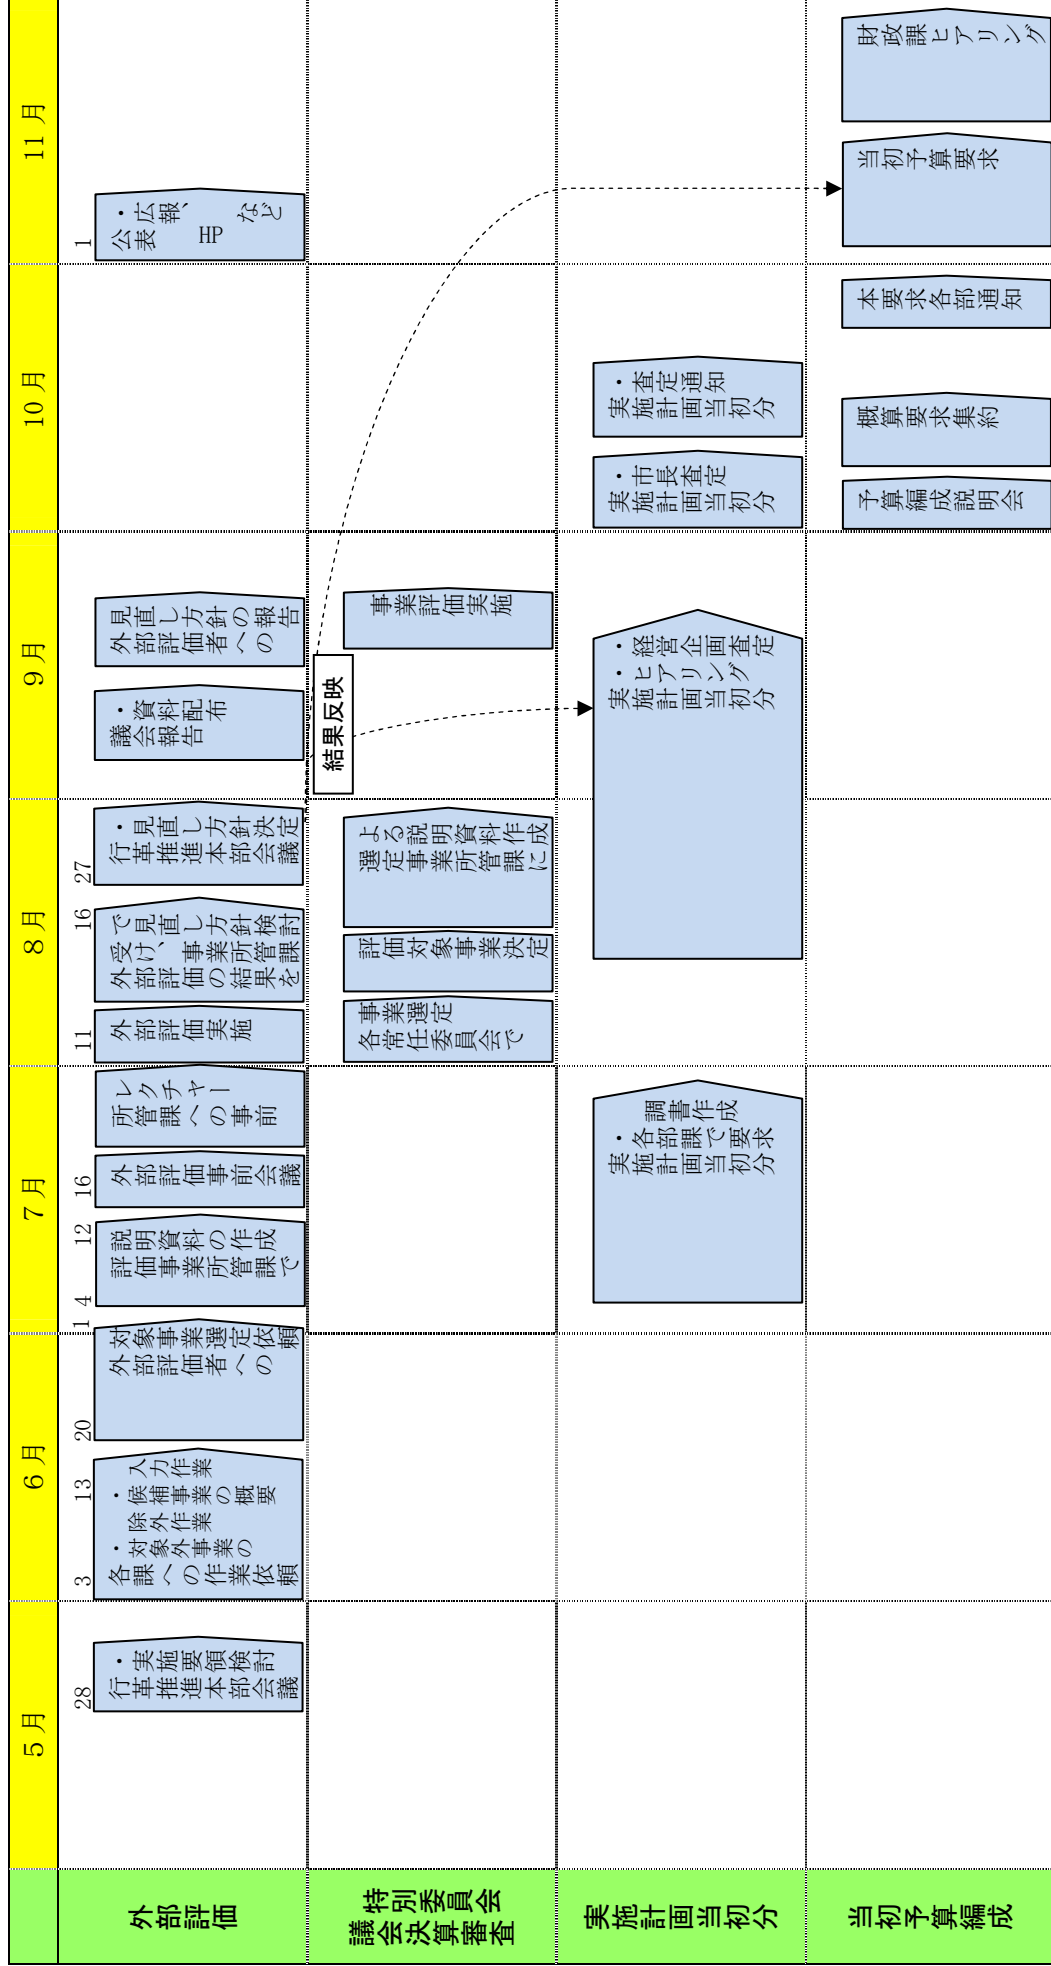 5月
6月
7月
8月
9月
10月
11月
外部評価
28
行革推進本部会議
・実施要領検討
3
13
各課への作業依頼
・対象外事業の
除外作業
・候補事業の概要
入力作業
20
1
外部評価者への
対象事業選定依頼
4
12
評価事業所管課で
説明資料の作成
16
外部評価事前会議
所管課への事前
レクチャー
11
外部評価実施
16
外部評価の結果を
受け、事業所管課
で見直し方針検討
27
行革推進本部会議
・見直し方針決定
議会報告
・資料配布
外部評価者への
見直し方針の報告
1
公表
・広報、HP など
結果反映
議会決算審査
特別委員会
各常任委員会で
事業選定
評価対象事業決定
選定事業所管課に
よる説明資料作成
事業評価実施
実施計画当初分
実施計画当初分
・各部課で要求
調書作成
実施計画当初分
・ヒアリング
・経営企画査定
実施計画当初分
・市長査定
実施計画当初分
・査定通知
当初予算編成
予算編成説明会
概算要求集約
本要求各部通知
当初予算要求
財政課ヒアリング